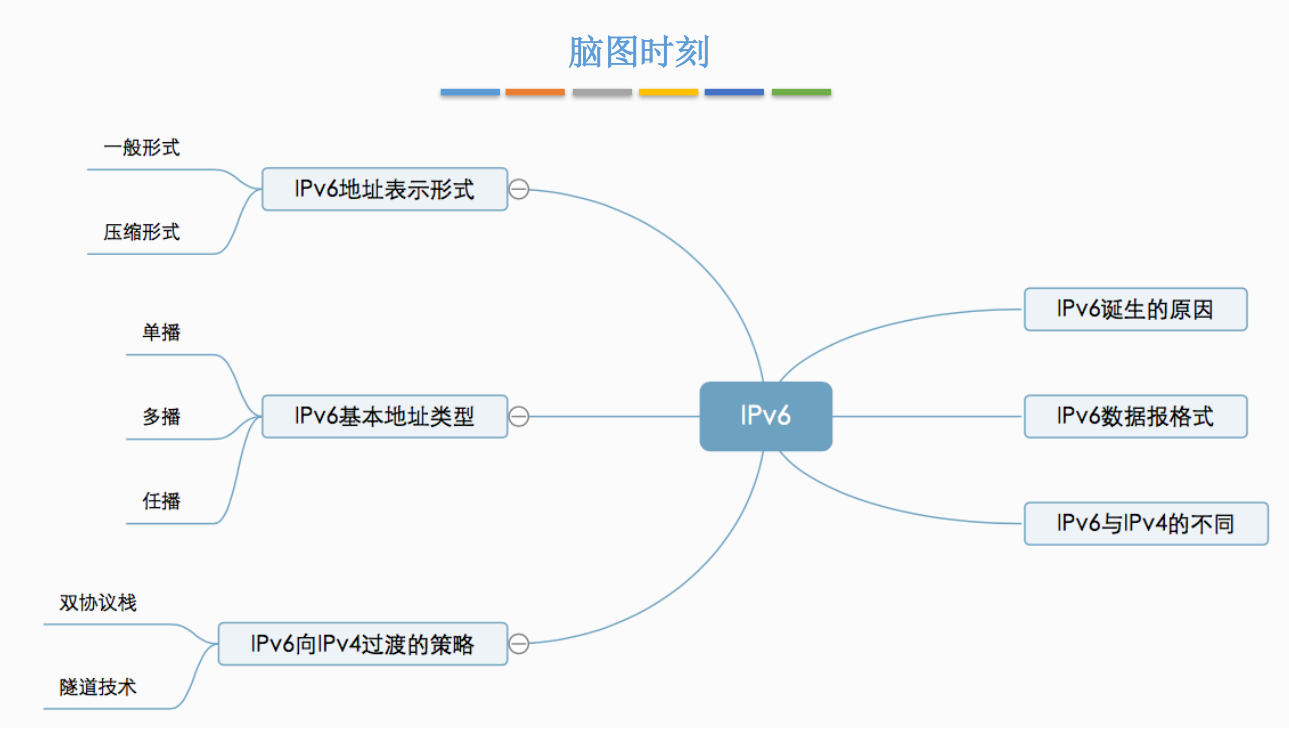 脑图时刻
一般形式
IPv6地址表示形式
压缩形式
单播
多播
IPv6基本地址类型
任播
双协议栈
IPv6向IPv4过渡的策略
隧道技术
IPv6
IPv6诞生的原因
IPv6数据报格式
IPv6与IPv4的不同